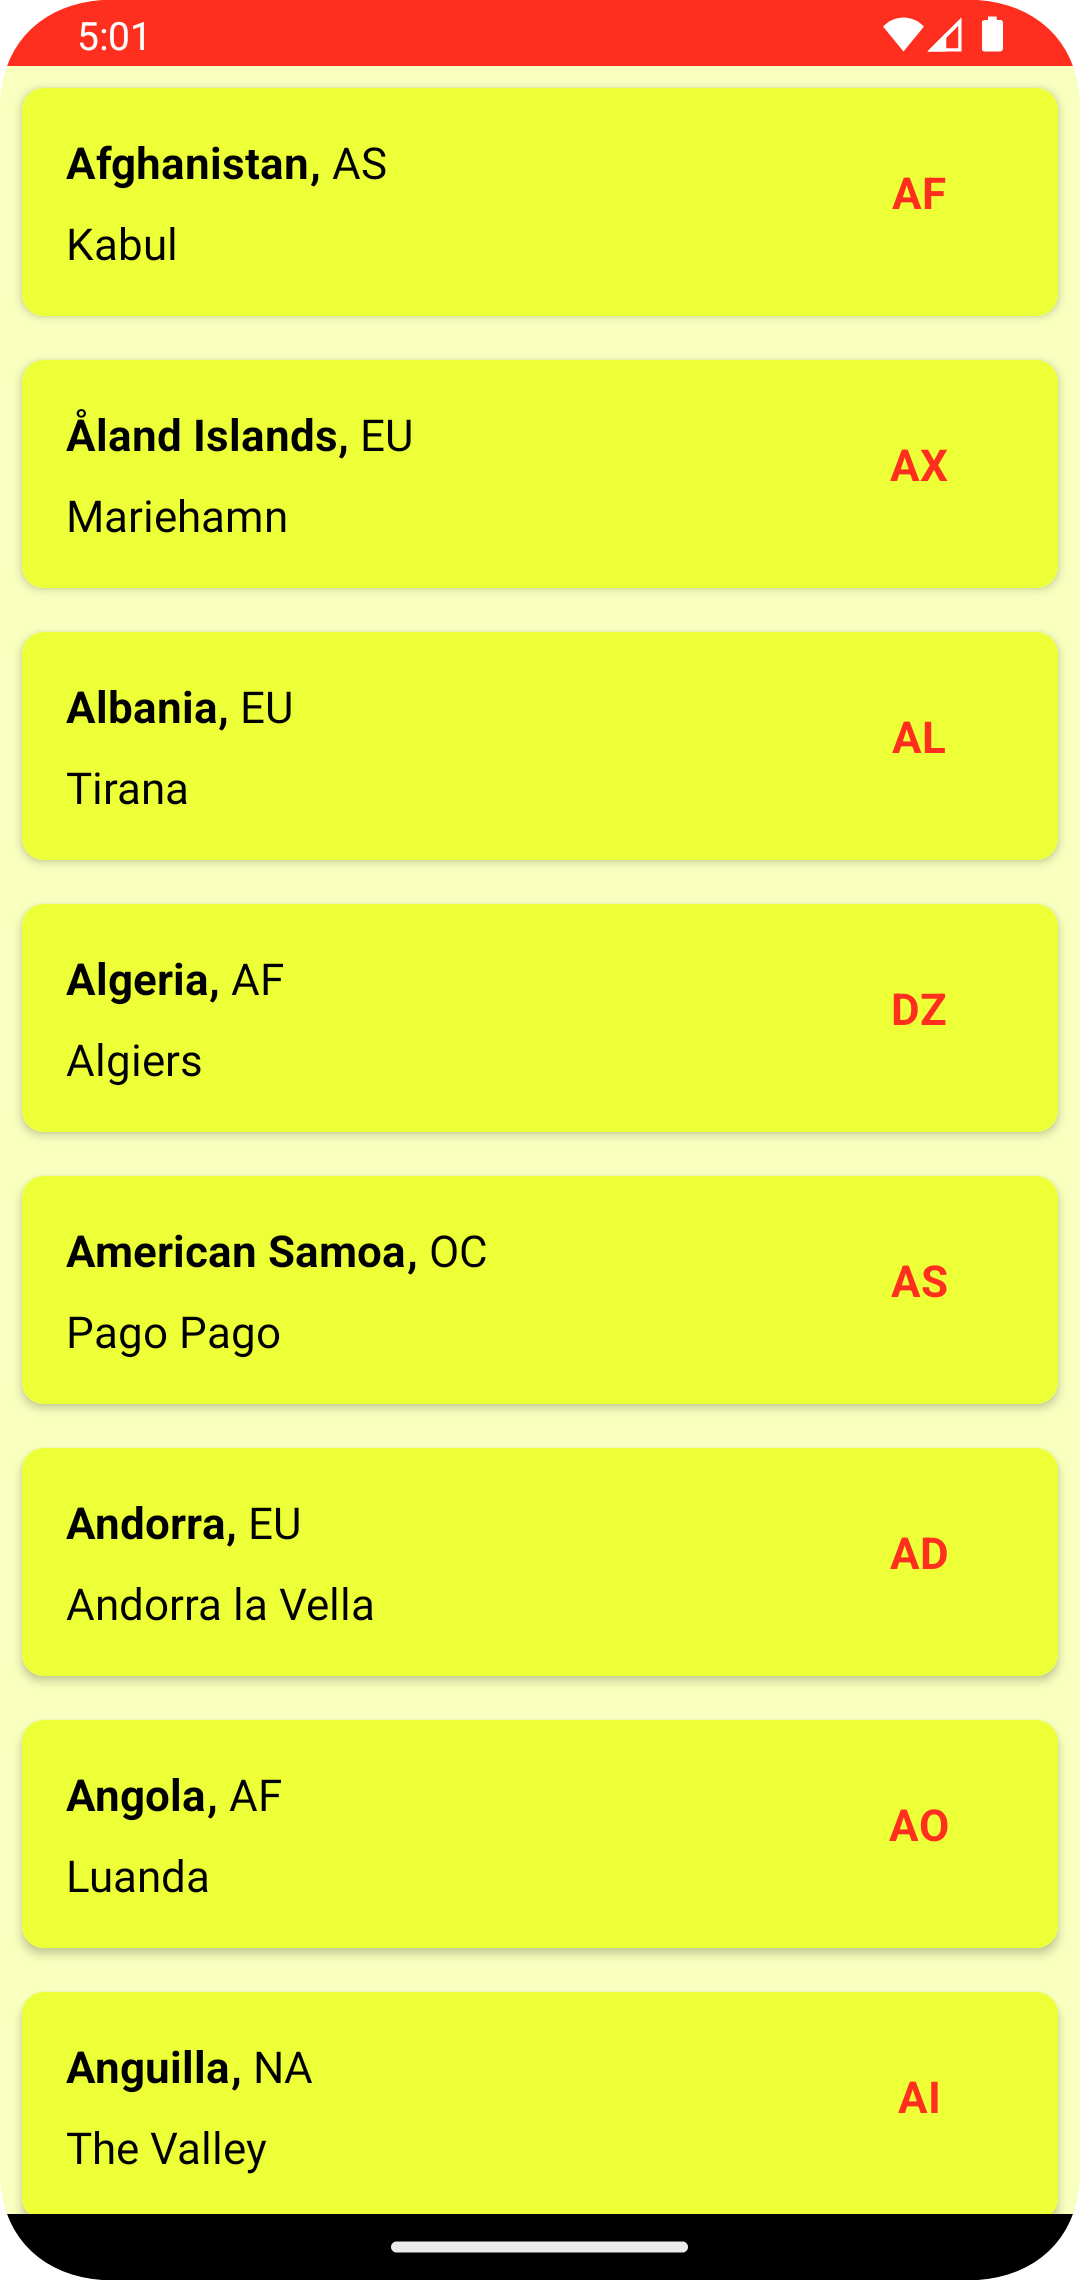 5:01
Afghanistan, AS
AF
Kabul
Åland Islands, EU
AX
Mariehamn
Albania, EU
AL
Tirana
Algeria, AF
DZ
Algiers
American Samoa, OC
AS
Pago Pago
Andorra, EU
AD
Andorra la Vella
Angola, AF
AO
Luanda
Anguilla, NA
AI
The Valley